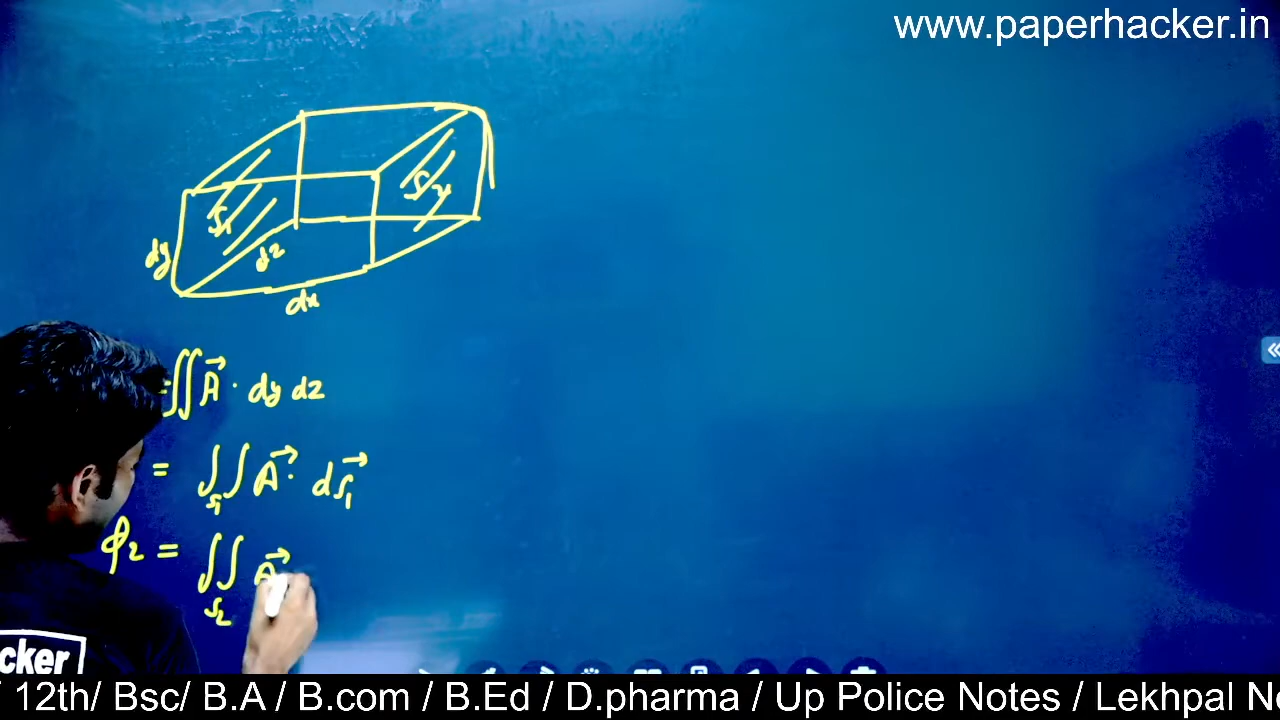 www.paperhacker.in
S₁
S₂
dy
dz
dx
=∬A⃗ · dy dz
= ∫∫S₁ A⃗ · dS⃗₁
φ₂ = ∬S₂ A⃗
cker
12th/ Bsc/ B.A / B.com / B.Ed / D.pharma / Up Police Notes / Lekhpal